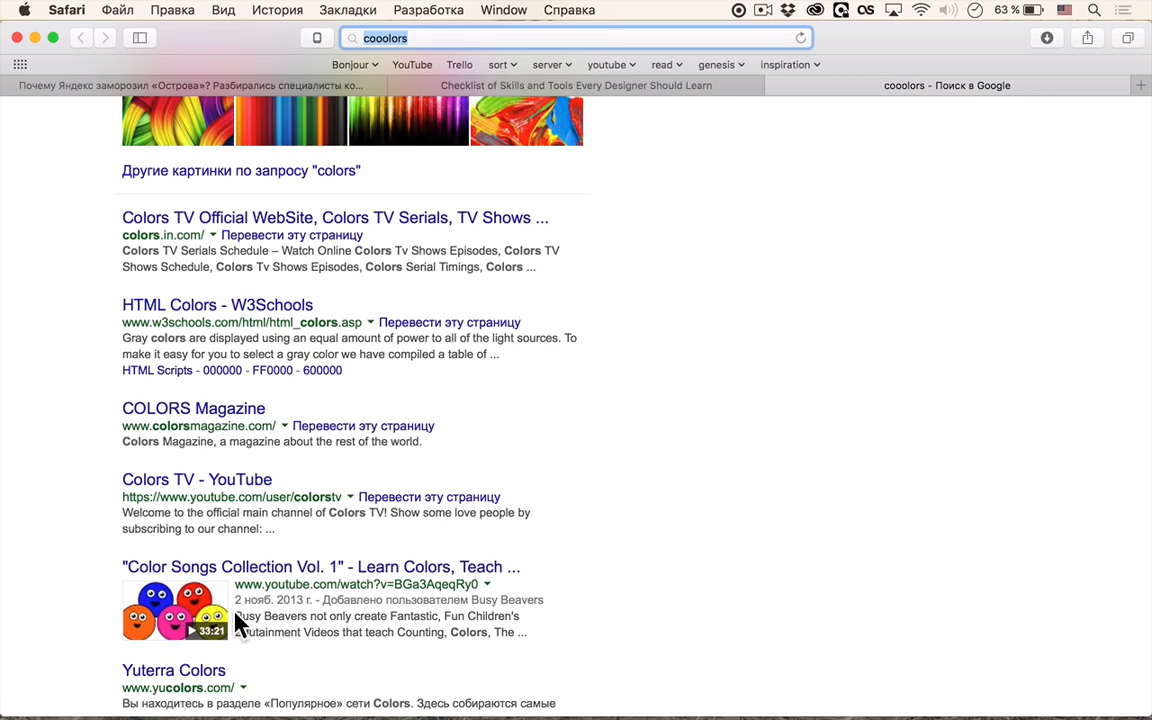 Safari Файл Правка Вид История Закладки Разработка Window Справка 63 %
cooolors
Bonjour YouTube Trello sort server youtube read genesis inspiration
Почему Яндекс заморозил «Острова»? Разбирались специалисты ко... Checklist of Skills and Tools Every Designer Should Learn cooolors - Поиск в Google
Другие картинки по запросу "colors"
Colors TV Official WebSite, Colors TV Serials, TV Shows ...
colors.in.com/ Перевести эту страницу
Colors TV Serials Schedule – Watch Online Colors Tv Shows Episodes, Colors TV
Shows Schedule, Colors Tv Shows Episodes, Colors Serial Timings, Colors ...
HTML Colors - W3Schools
www.w3schools.com/html/html_colors.asp Перевести эту страницу
Gray colors are displayed using an equal amount of power to all of the light sources. To
make it easy for you to select a gray color we have compiled a table of ...
HTML Scripts - 000000 - FF0000 - 600000
COLORS Magazine
www.colorsmagazine.com/ Перевести эту страницу
Colors Magazine, a magazine about the rest of the world.
Colors TV - YouTube
https://www.youtube.com/user/colorstv Перевести эту страницу
Welcome to the official main channel of Colors TV! Show some love people by
subscribing to our channel: ...
"Color Songs Collection Vol. 1" - Learn Colors, Teach ...
www.youtube.com/watch?v=BGa3AqeqRy0
2 нояб. 2013 г. - Добавлено пользователем Busy Beavers
Busy Beavers not only create Fantastic, Fun Children's
33:21 Videos that teach Counting, Colors, The ...
Yuterra Colors
www.yucolors.com/
Вы находитесь в разделе «Популярное» сети Colors. Здесь собираются самые